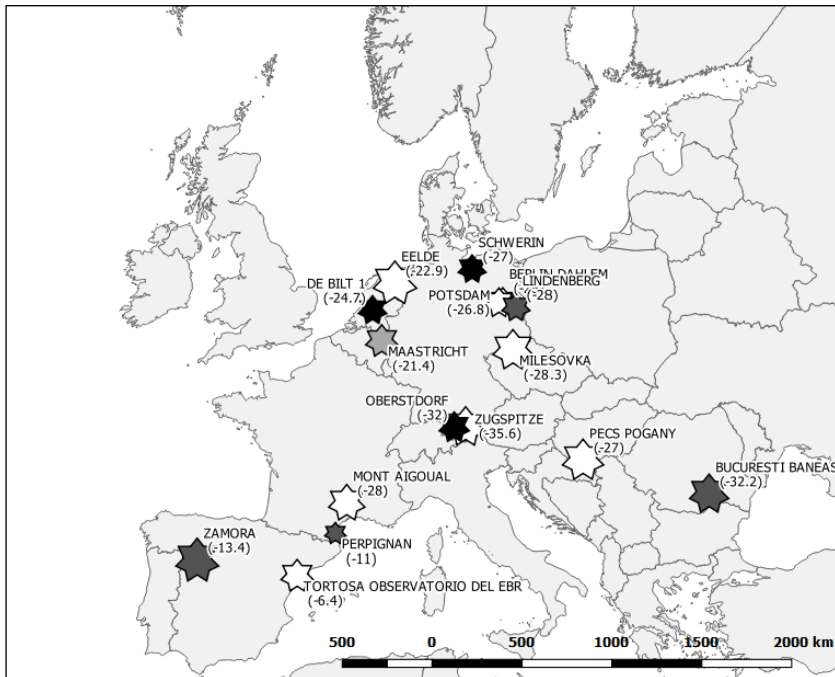 SCHWERIN
(-27)
EELDE
(-22.9)
DE BILT 1
(-24.7)
BERLIN DAHLEM
LINDENBERG
(-28)
POTSDAM
(-26.8)
MAASTRICHT
(-21.4)
MILESOVKA
(-28.3)
OBERSTDORF
(-32)
ZUGSPITZE
(-35.6)
PECS POGANY
(-27)
BUCURESTI BANEAS
(-32.2)
MONT AIGOUAL
(-28)
ZAMORA
(-13.4)
PERPIGNAN
(-11)
TORTOSA OBSERVATORIO DEL EBR
(-6.4)
500 0 500 1000 1500 2000 km